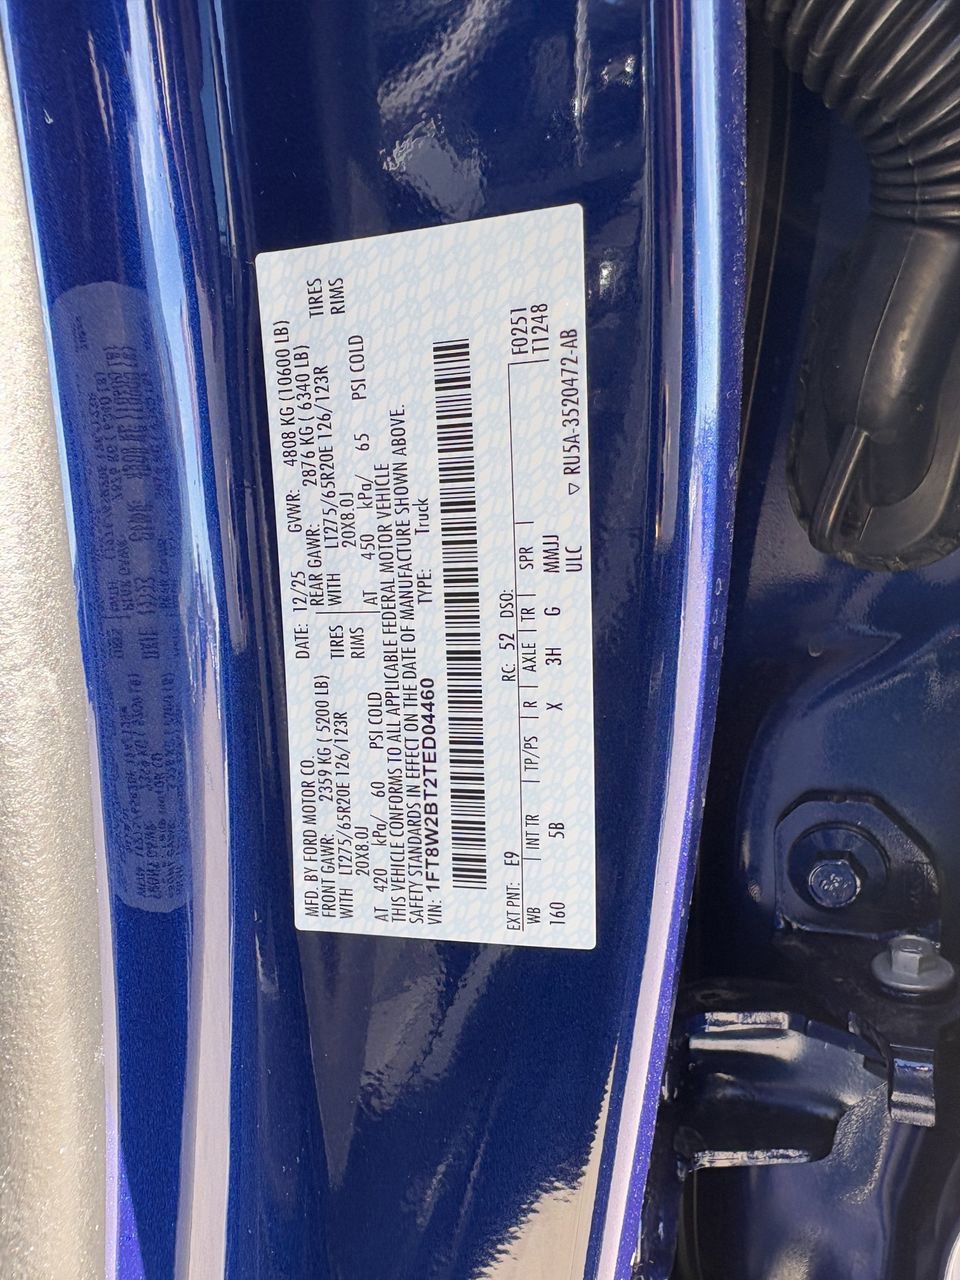 MFD. BY FORD MOTOR CO.
DATE: 12/25 GVWR: 4808 KG (10600 LB)
FRONT GAWR: 2359 KG ( 5200 LB)
REAR GAWR: 2876 KG ( 6340 LB)
WITH LT275/65R20E 126/123R TIRES
20X8.0J RIMS
WITH LT275/65R20E 126/123R TIRES
20X8.0J RIMS
AT 420 kPa/ 60 PSI COLD
AT 450 kPa/ 65 PSI COLD
THIS VEHICLE CONFORMS TO ALL APPLICABLE FEDERAL MOTOR VEHICLE
SAFETY STANDARDS IN EFFECT ON THE DATE OF MANUFACTURE SHOWN ABOVE.
VIN: 1FT8W2BT2TED04460 TYPE: Truck
EXT PNT: E9 RC: 52 DSO: F0251
WB INT TR TP/PS R AXLE TR SPR T1248
160 5B X 3H G MMJJ
ULC ▽ RU5A-3520472-AB